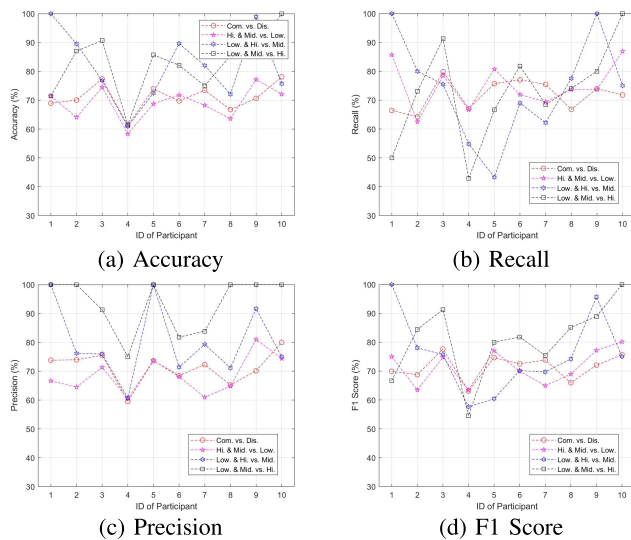 100
90
80
70
60
50
40
30
Accuracy (%)
1 2 3 4 5 6 7 8 9 10
ID of Participant
Com. vs. Dis.
Hi. & Mid. vs. Low.
Low. & Hi. vs. Mid.
Low. & Mid vs. Hi.
(a) Accuracy
100
90
80
70
60
50
40
30
Recall (%)
1 2 3 4 5 6 7 8 9 10
ID of Participant
Com. vs. Dis.
Hi. & Mid. vs. Low.
Low. & Hi. vs. Mid.
Low. & Mid vs. Hi.
(b) Recall
100
90
80
70
60
50
40
30
Precision (%)
1 2 3 4 5 6 7 8 9 10
ID of Participant
Com. vs. Dis.
Hi. & Mid. vs. Low.
Low. & Hi. vs. Mid.
Low. & Mid vs. Hi.
(c) Precision
100
90
80
70
60
50
40
30
F1 Score (%)
1 2 3 4 5 6 7 8 9 10
ID of Participant
Com. vs. Dis.
Hi. & Mid. vs. Low.
Low. & Hi. vs. Mid.
Low. & Mid vs. Hi.
(d) F1 Score